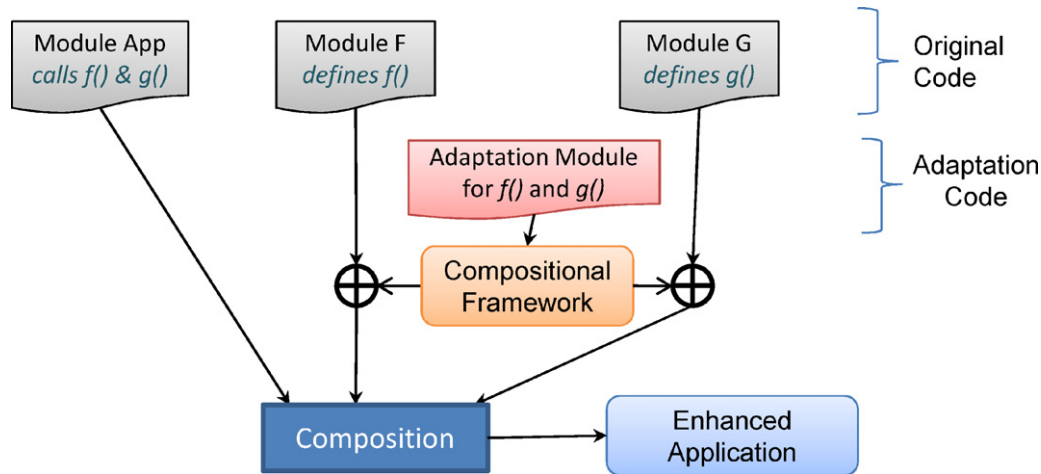 Module App
calls f() & g()
Module F
defines f()
Module G
defines g()
Original
Code
Adaptation Module
for f() and g()
Adaptation
Code
Compositional
Framework
Composition
Enhanced
Application